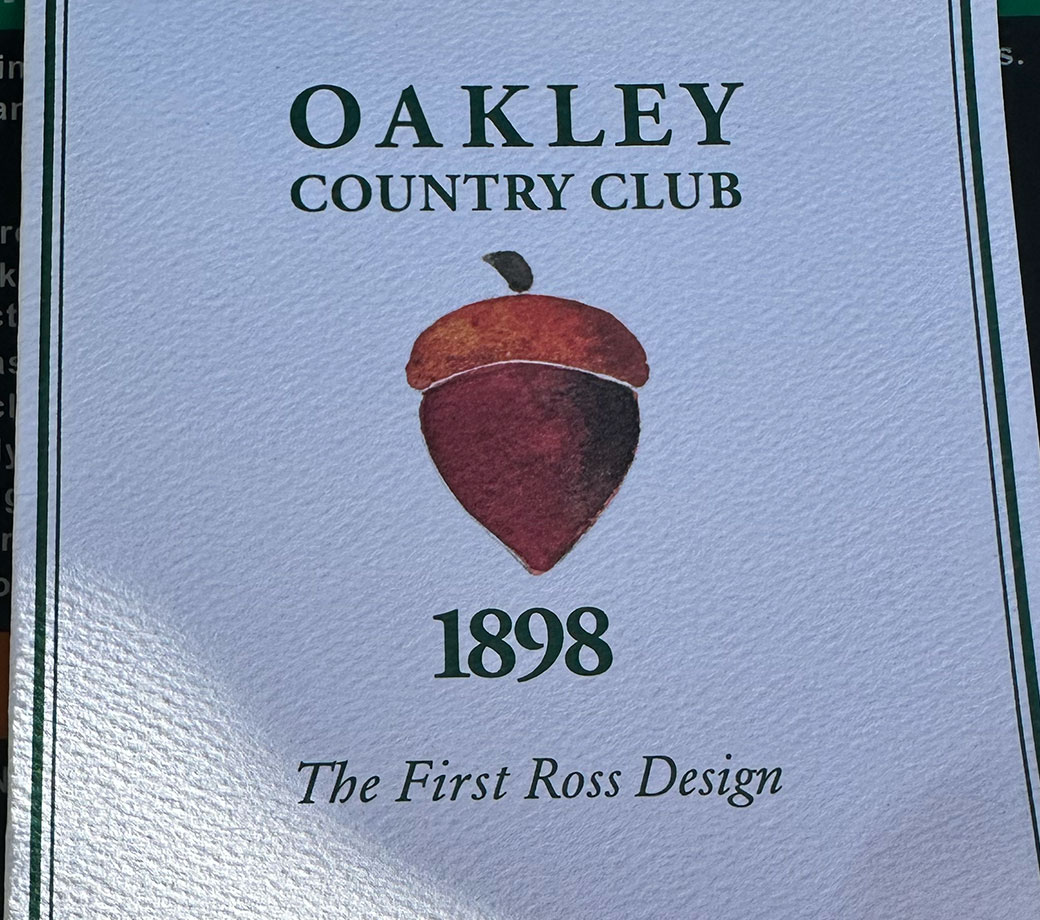 OAKLEY
COUNTRY CLUB
1898
The First Ross Design